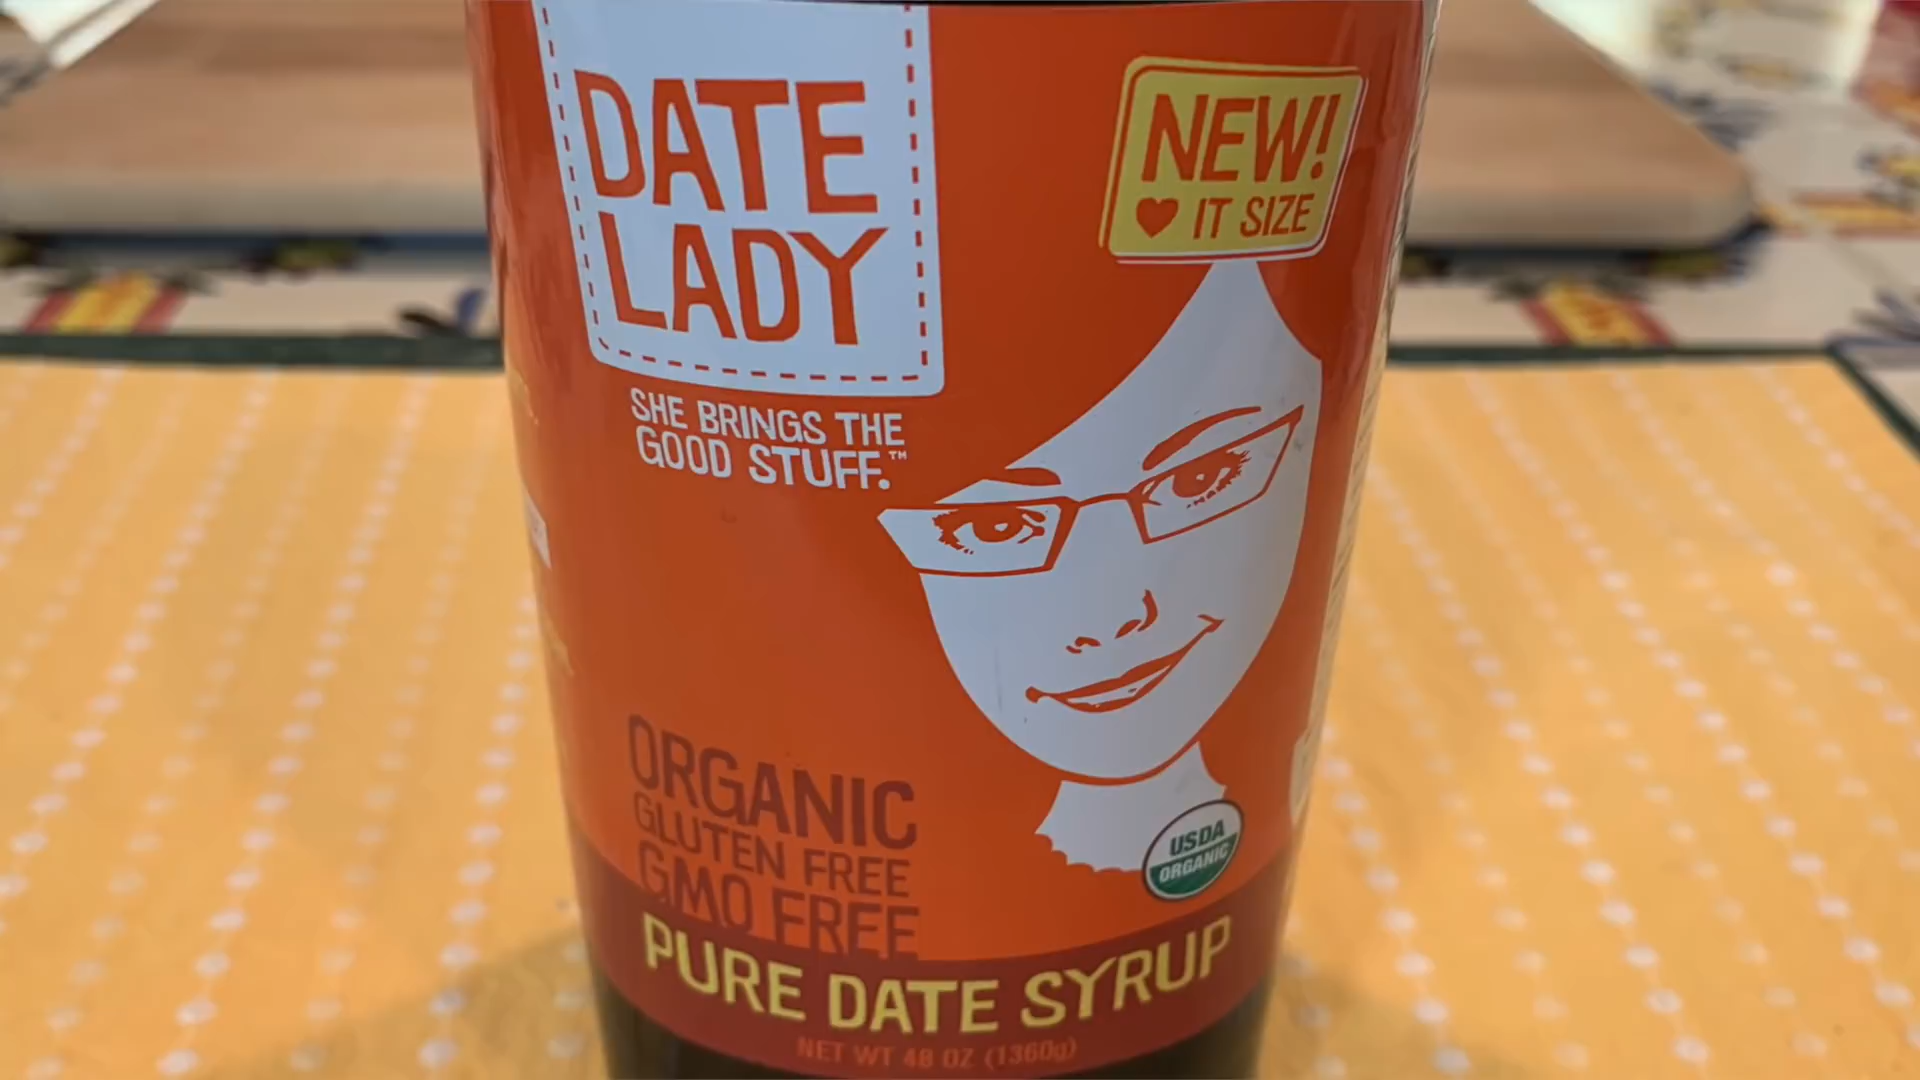 DATE
LADY
SHE BRINGS THE
GOOD STUFF.™
NEW!
♥ IT SIZE
ORGANIC
GLUTEN FREE
GMO FREE
USDA
ORGANIC
PURE DATE SYRUP
NET WT 48 OZ (1360g)